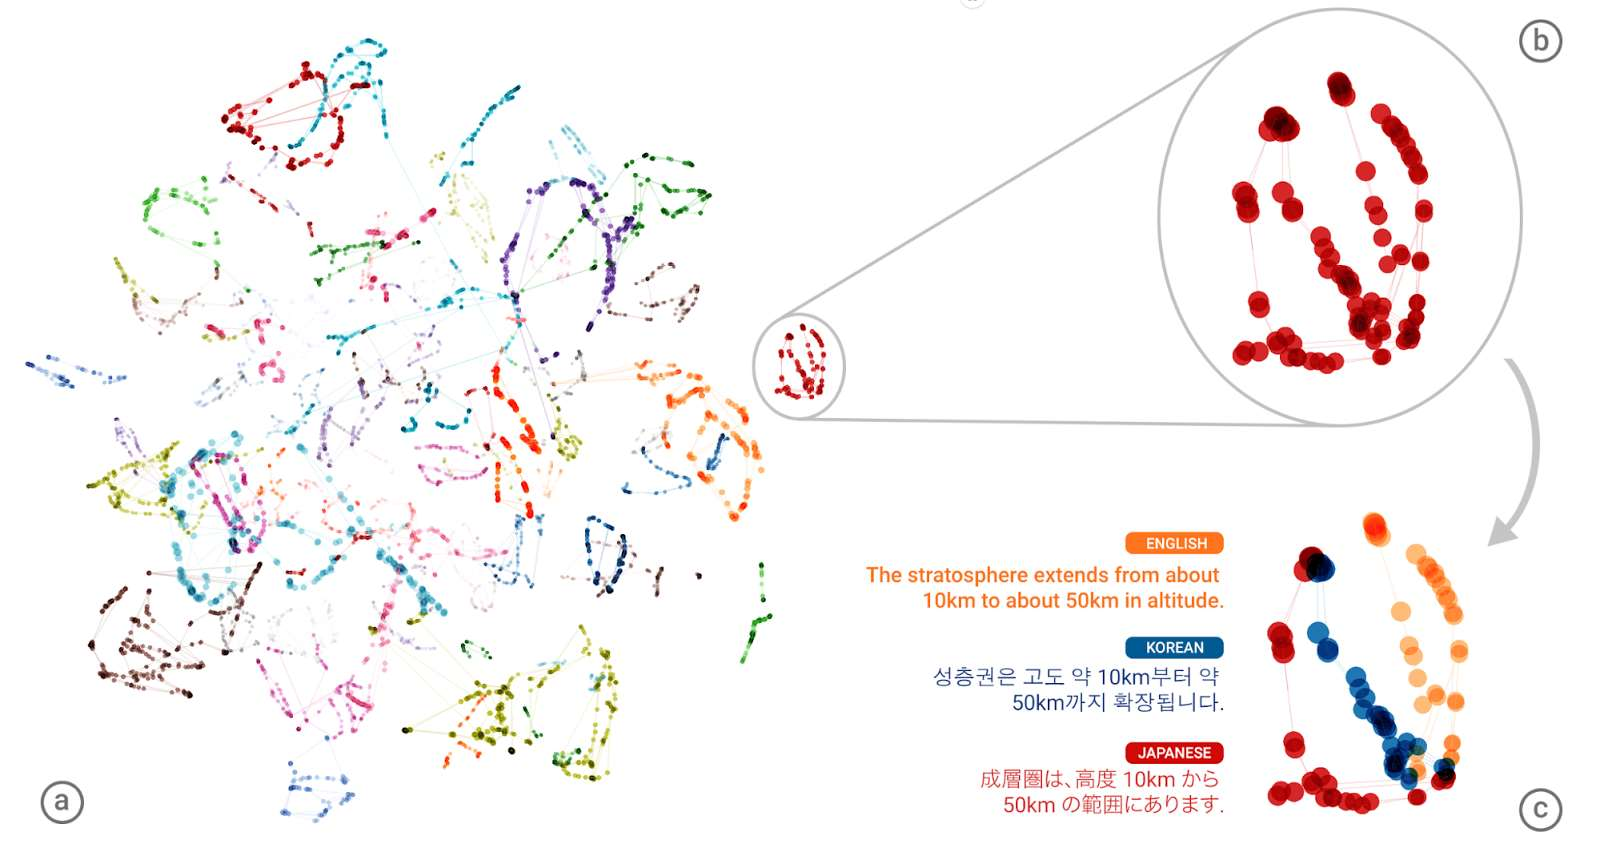 b
ENGLISH
The stratosphere extends from about
10km to about 50km in altitude.
KOREAN
성층권은 고도 약 10km부터 약
50km까지 확장됩니다.
JAPANESE
成層圏は、高度 10km から
50km の範囲にあります.
a
c